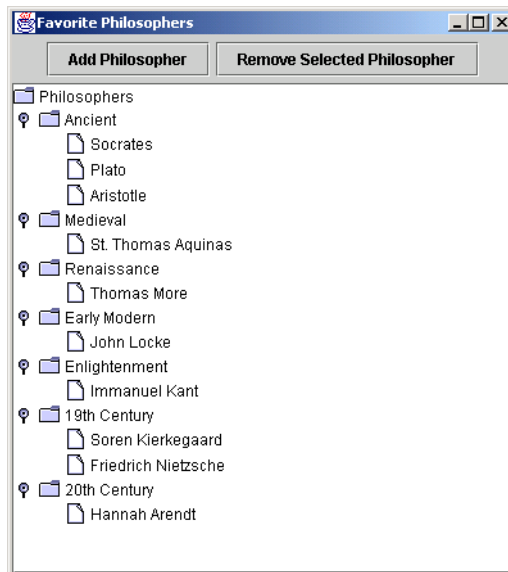 Favorite Philosophers
Add Philosopher Remove Selected Philosopher
Philosophers
Ancient
Socrates
Plato
Aristotle
Medieval
St. Thomas Aquinas
Renaissance
Thomas More
Early Modern
John Locke
Enlightenment
Immanuel Kant
19th Century
Soren Kierkegaard
Friedrich Nietzsche
20th Century
Hannah Arendt